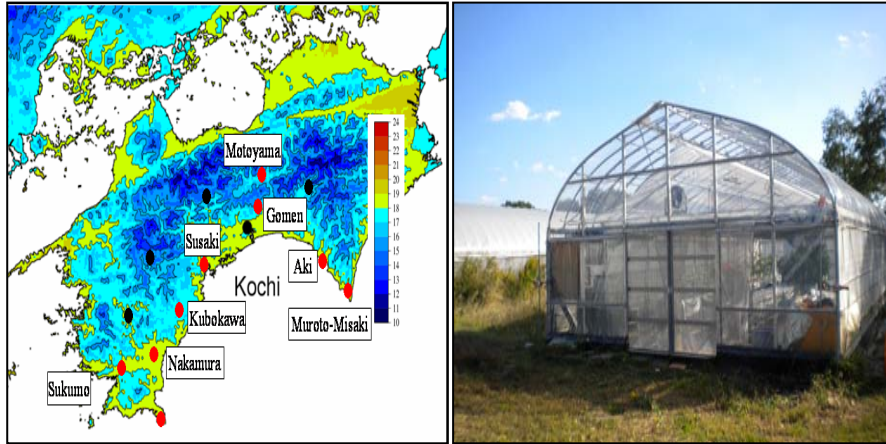 Motoyama
Gomen
Susaki
Aki
Kochi
Muroto-Misaki
Kubokawa
Nakamura
Sukumo
24
23
22
21
20
19
18
17
16
15
14
13
12
11
10